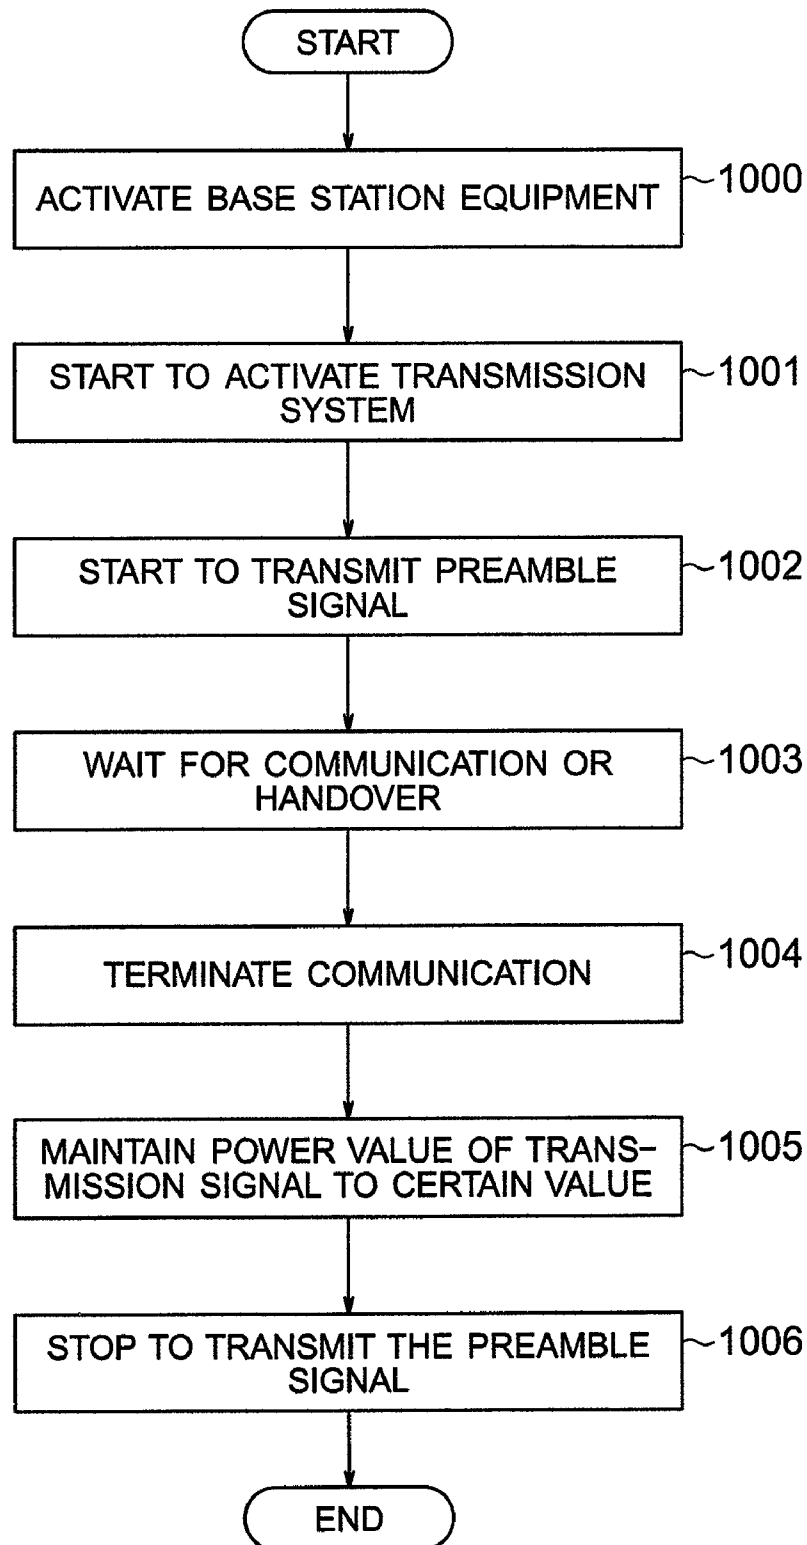 START
ACTIVATE BASE STATION EQUIPMENT
~1000
START TO ACTIVATE TRANSMISSION
SYSTEM
~1001
START TO TRANSMIT PREAMBLE
SIGNAL
~1002
WAIT FOR COMMUNICATION OR
HANDOVER
~1003
TERMINATE COMMUNICATION
~1004
MAINTAIN POWER VALUE OF TRANS-
MISSION SIGNAL TO CERTAIN VALUE
~1005
STOP TO TRANSMIT THE PREAMBLE
SIGNAL
~1006
END